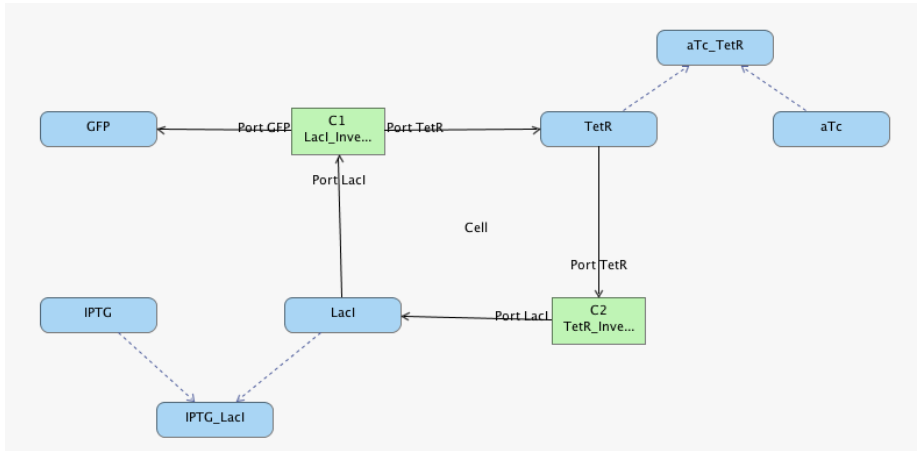 aTc_TetR
GFP
Port GFP
C1
LacI_Inve...
Port TetR
TetR
aTc
Port LacI
Cell
Port TetR
IPTG
LacI
Port LacI
C2
TetR_Inve...
IPTG_LacI